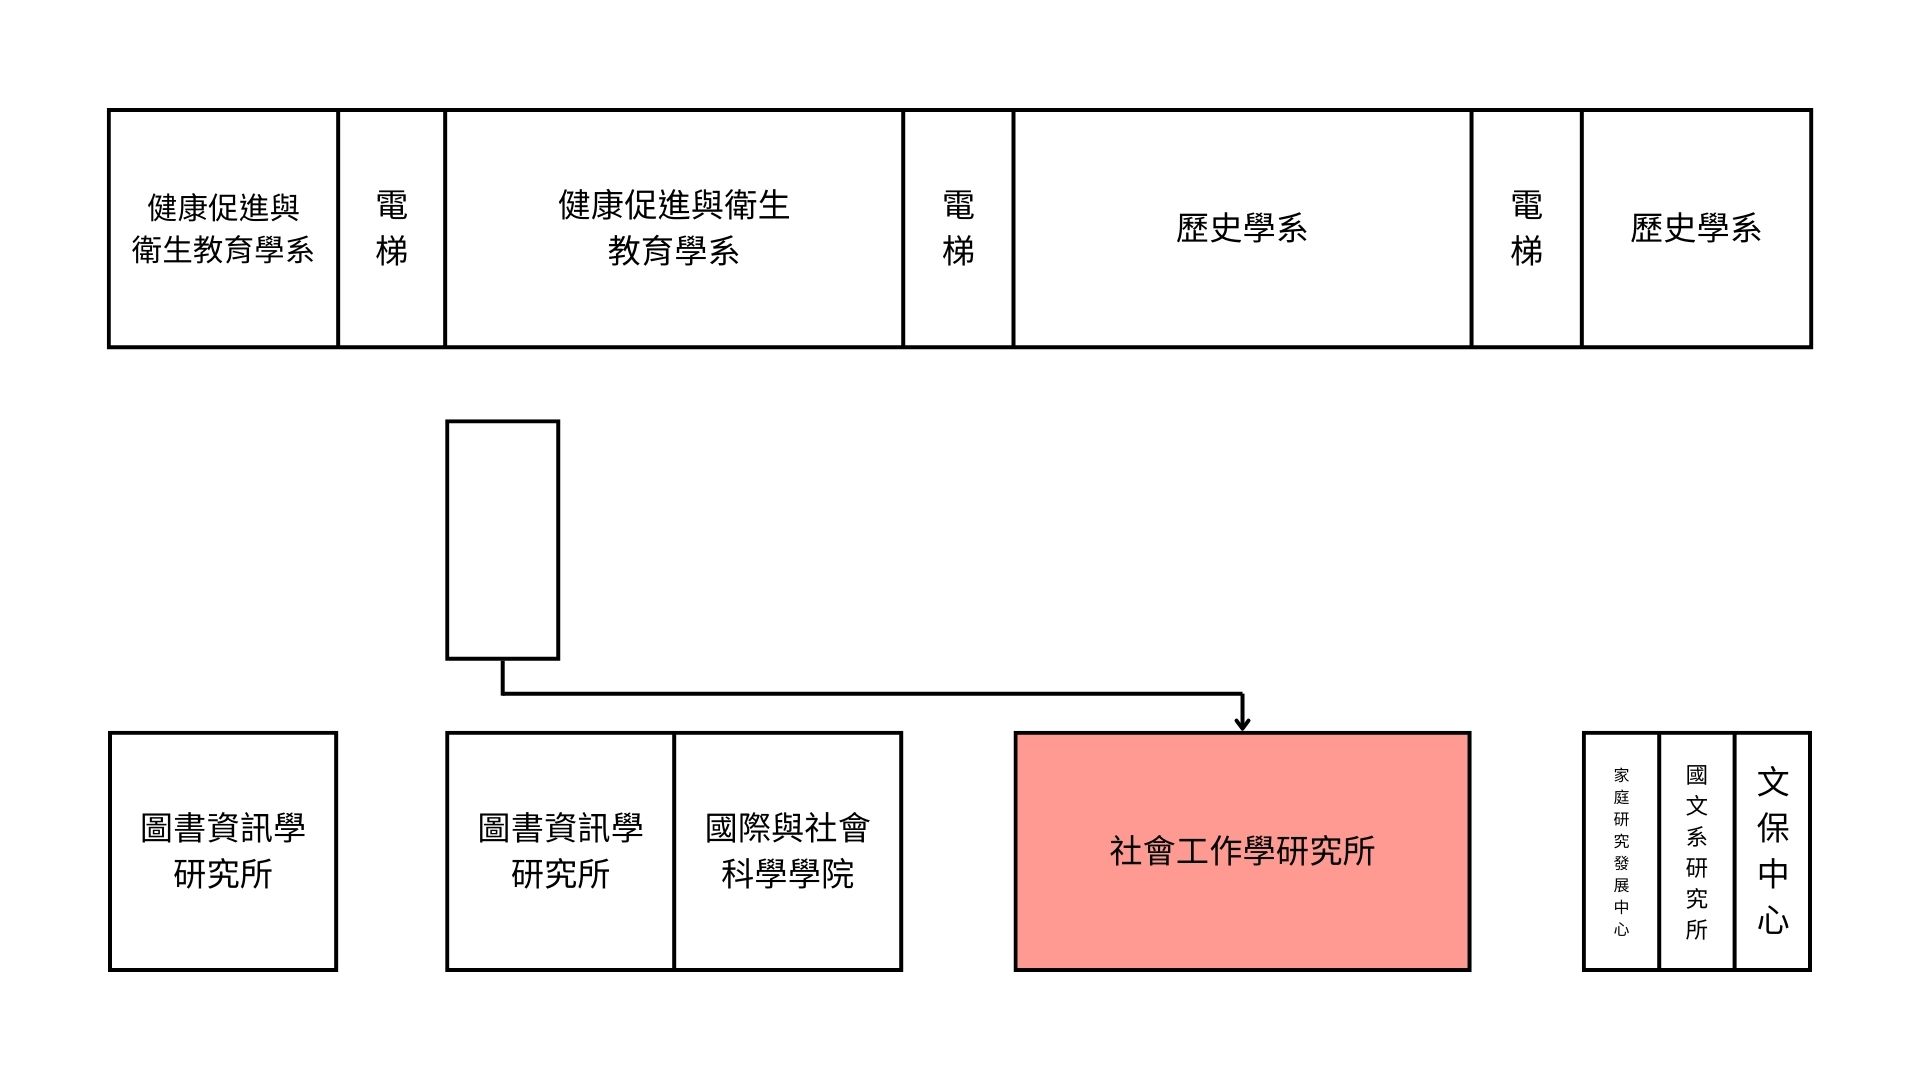 健康促進與
衛生教育學系
電
梯
健康促進與衛生
教育學系
電
梯
歷史學系
電
梯
歷史學系
圖書資訊學
研究所
圖書資訊學
研究所
國際與社會
科學學院
社會工作學研究所
家庭研究發展中心
國文系研究所
文保中心